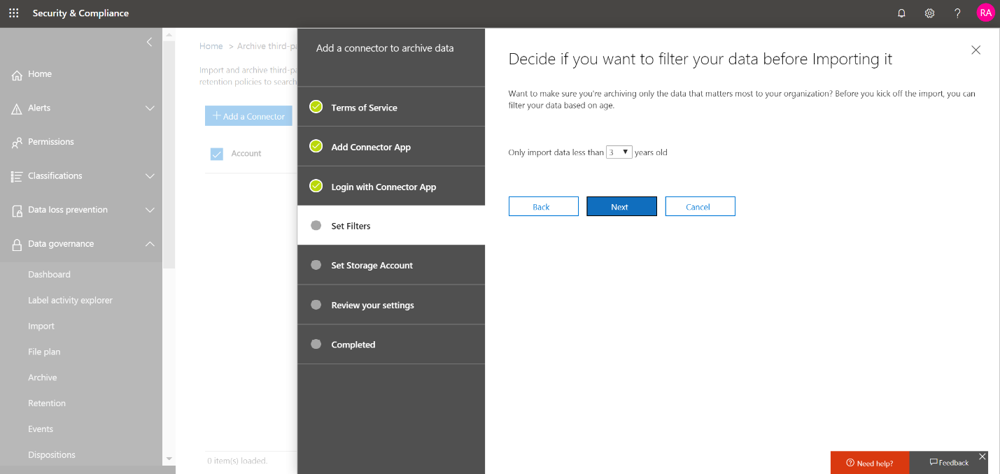 Security & Compliance
RA
Home
Alerts
Permissions
Classifications
Data loss prevention
Data governance
Dashboard
Label activity explorer
Import
File plan
Archive
Retention
Events
Dispositions
Home > Archive third-pa
Import and archive third-pa
retention policies to search
+ Add a Connector
Account
0 item(s) loaded.
Add a connector to archive data
Terms of Service
Add Connector App
Login with Connector App
Set Filters
Set Storage Account
Review your settings
Completed
Decide if you want to filter your data before Importing it
Want to make sure you're archiving only the data that matters most to your organization? Before you kick off the import, you can
filter your data based on age.
Only import data less than 3 years old
Back Next Cancel
Need help? Feedback